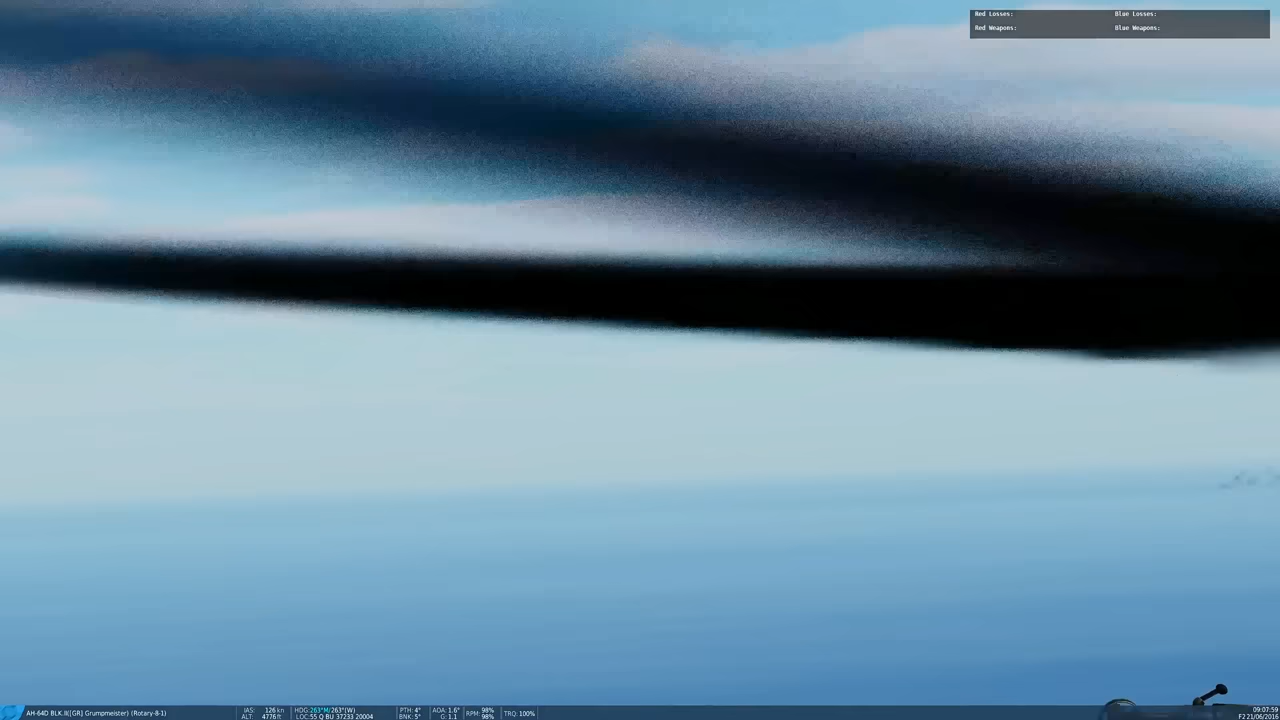 Red Losses: Blue Losses:
Red Weapons: Blue Weapons:
AH-64D BLK.II([GR] Grumpmeister) (Rotary-8-1)
IAS: 126 kn
ALT: 4776 ft
HDG:263°M/263°(W)
LOC:55 Q BU 37233 20004
PTH: 4°
BNK: 5°
AOA: 1.6°
G: 1.1
RPM: 98%
98%
TRQ: 100%
09:07:59
F2 21/06/2016